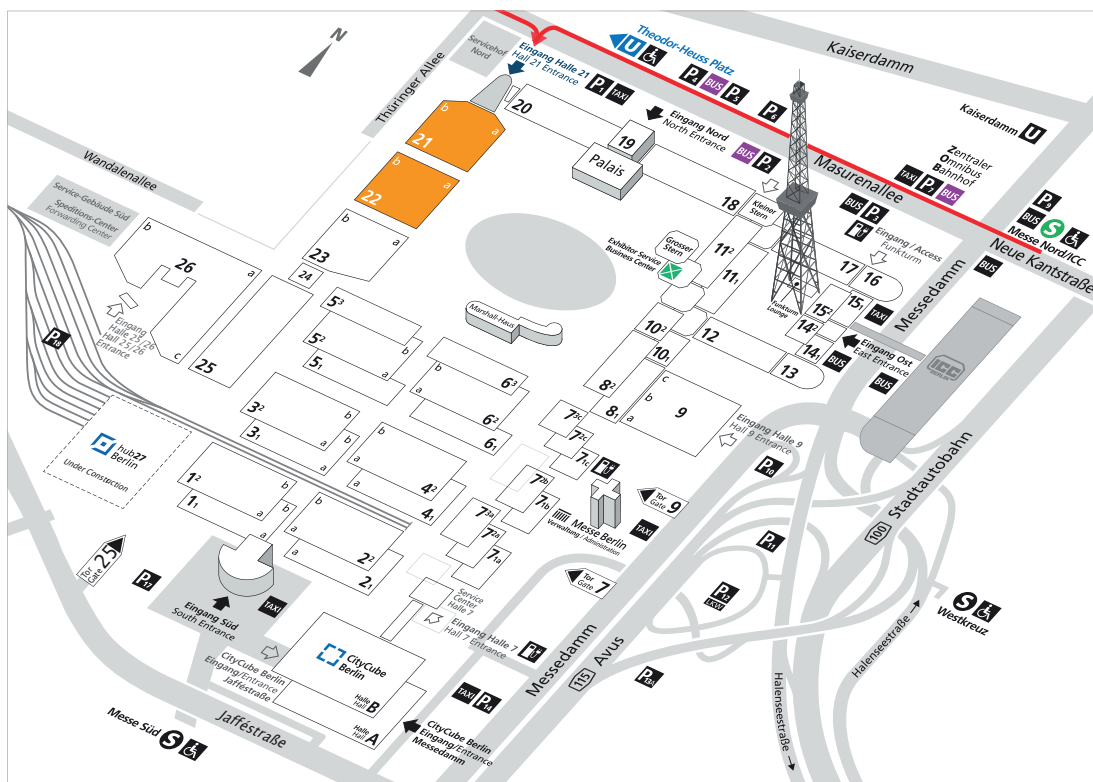 Kaiserdamm
Theodor-Heuss Platz
U
P4
BUS
P5
P6
N
Servicehof
Nord
Eingang Halle 21
Hall 21 Entrance
P1
TAXI
Thüringer Allee
Eingang Nord
North Entrance
BUS
P2
Kaiserdamm U
Zentraler
Omnibus
Bahnhof
TAXI
P7
BUS
Masurenallee
P9
BUS
S
Messe Nord/ICC
Neue Kantstraße
BUS
Wandalenallee
Service-Gebäude Süd
Speditions-Center
Forwarding Center
b
21
a
20
19
Palais
b
22
a
18
Kleiner
Stern
BUS
P3
Eingang / Access
Funkturm
Grosser
Stern
Exhibitor Service
Business Center
11²
11₁
17
16
Messedamm
b
23
a
24
b
26
a
c
Eingang
Halle 25/26
Hall 25/26
Entrance
25
P18
5³
5²
5₁
a
b
a
Marshall-Haus
Funkturm
Lounge
15²
15₁
TAXI
14²
14₁
12
13
10²
10₁
Eingang Ost
East Entrance
BUS
BUS
ICC
BERLIN
6³
6²
6₁
a
b
a
b
8²
8₁
c
b
9
a
Eingang Halle 9
Hall 9 Entrance
3²
3₁
b
a
b
a
7³c
7²c
7₁c
7²b
7₁b
7³a
7²a
7₁a
4²
4₁
b
a
b
a
hub27
Berlin
Under Construction
1²
1₁
b
a
b
a
2²
2₁
b
a
b
a
Messe Berlin
Verwaltung / Administration
Tor
Gate 9
TAXI
P10
P11
100
Stadtautobahn
Tor
Gate 25
P17
Eingang Süd
South Entrance
TAXI
Service
Center
Halle 7
Eingang Halle 7
Hall 7 Entrance
Tor
Gate 7
P12
LKW
S
Westkreuz
CityCube Berlin
Eingang/Entrance
Jafféstraße
CityCube
Berlin
Halle
Hall B
Halle
Hall A
TAXI
P14
Messedamm
115
Avus
P13a
Halenseestraße
Halenseestraße
Messe Süd S
Jafféstraße
CityCube Berlin
Eingang/Entrance
Messedamm